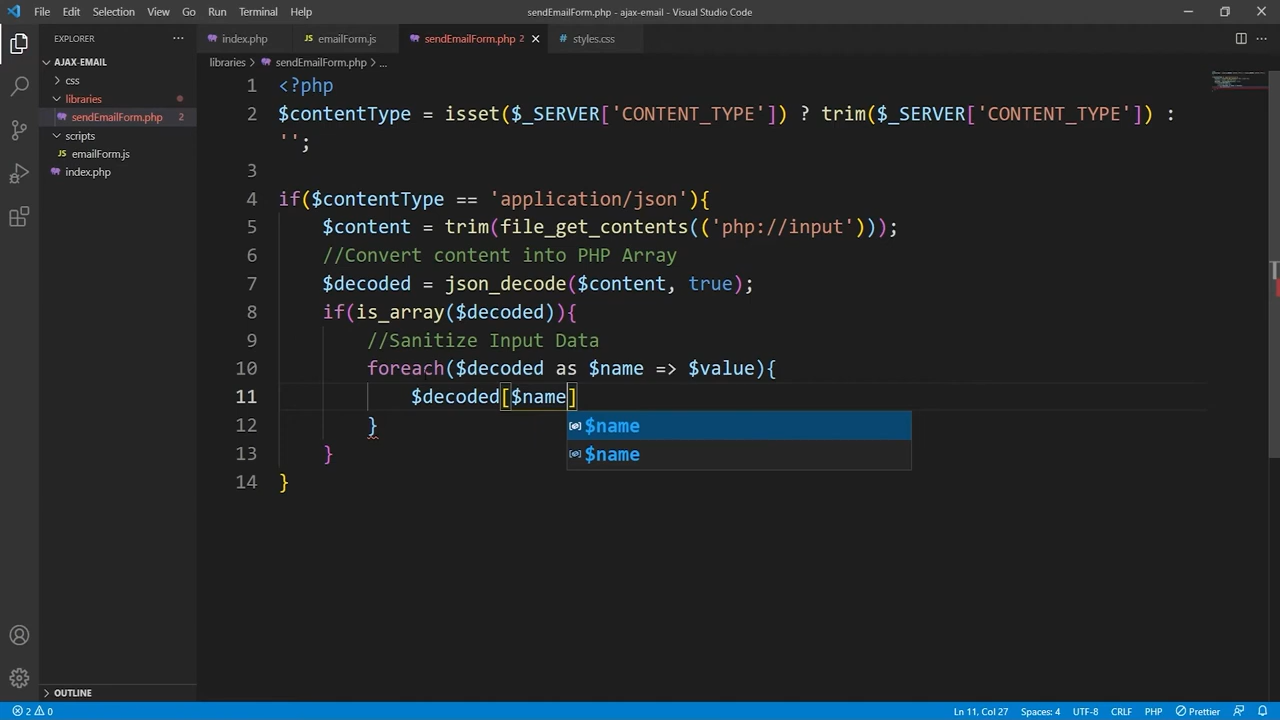 File Edit Selection View Go Run Terminal Help sendEmailForm.php - ajax-email - Visual Studio Code
EXPLORER ... index.php emailForm.js sendEmailForm.php 2 styles.css
AJAX-EMAIL
libraries > sendEmailForm.php > ...
css
libraries
sendEmailForm.php 2
scripts
emailForm.js
index.php
1 <?php
2 $contentType = isset($_SERVER['CONTENT_TYPE']) ? trim($_SERVER['CONTENT_TYPE']) :
'';
3
4 if($contentType == 'application/json'){
5 $content = trim(file_get_contents(('php://input')));
6 //Convert content into PHP Array
7 $decoded = json_decode($content, true);
8 if(is_array($decoded)){
9 //Sanitize Input Data
10 foreach($decoded as $name => $value){
11 $decoded[$name]
12 }
$name
13 }
$name
14 }
OUTLINE
2 0 Ln 11, Col 27 Spaces: 4 UTF-8 CRLF PHP Prettier